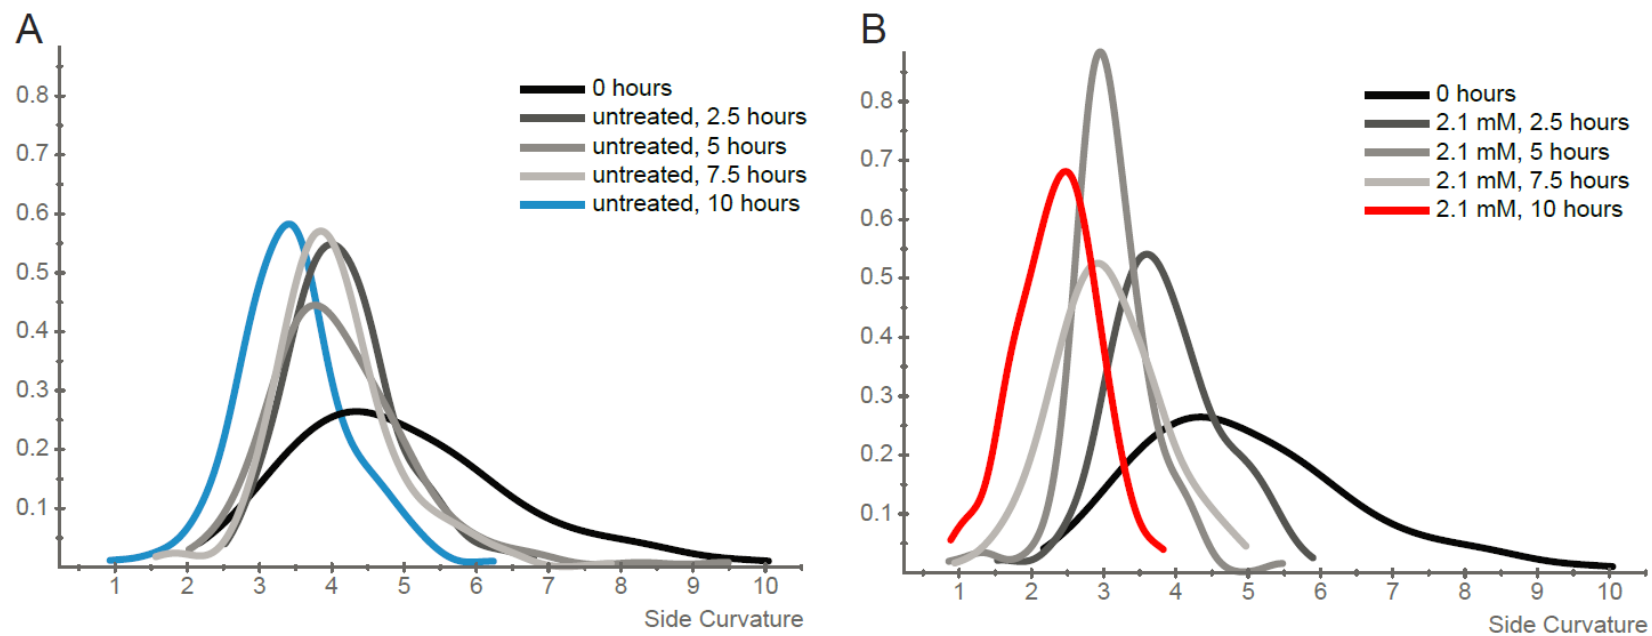 A
0.8
0.7
0.6
0.5
0.4
0.3
0.2
0.1
0 hours
untreated, 2.5 hours
untreated, 5 hours
untreated, 7.5 hours
untreated, 10 hours
1 2 3 4 5 6 7 8 9 10
Side Curvature
B
0.8
0.7
0.6
0.5
0.4
0.3
0.2
0.1
0 hours
2.1 mM, 2.5 hours
2.1 mM, 5 hours
2.1 mM, 7.5 hours
2.1 mM, 10 hours
1 2 3 4 5 6 7 8 9 10
Side Curvature